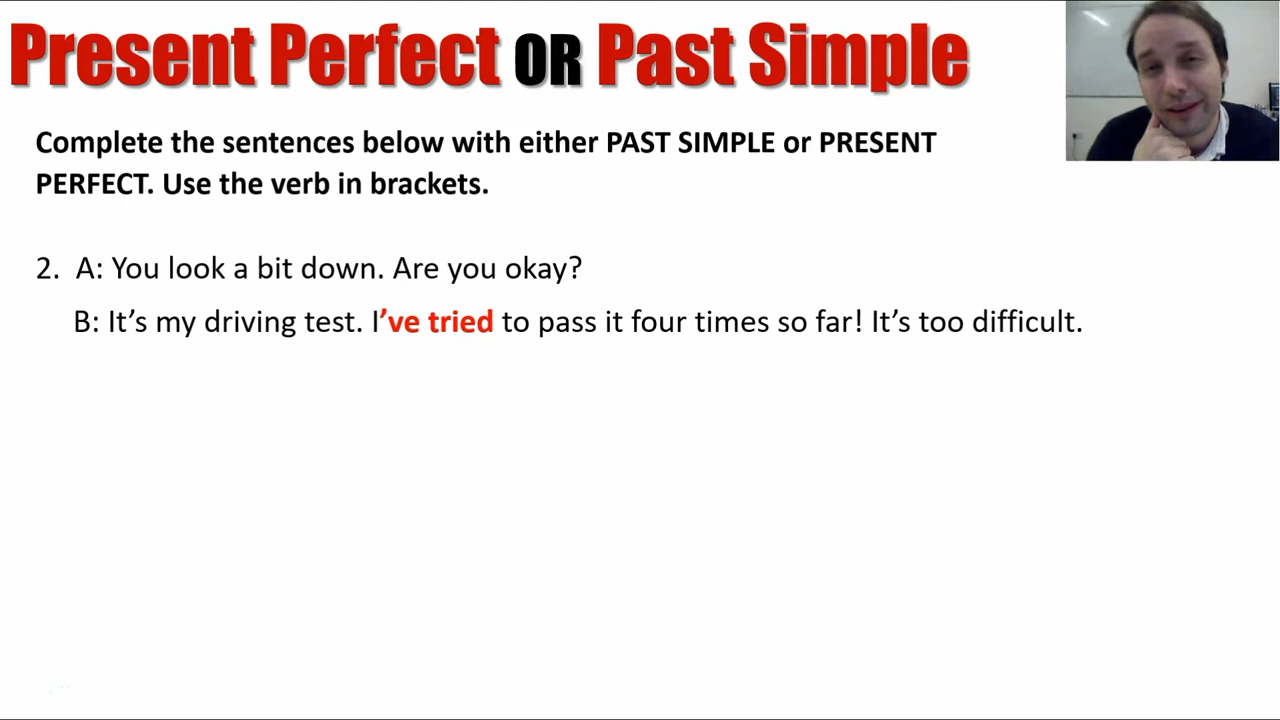 Present Perfect OR Past Simple
Complete the sentences below with either PAST SIMPLE or PRESENT
PERFECT. Use the verb in brackets.
2. A: You look a bit down. Are you okay?
B: It’s my driving test. I’ve tried to pass it four times so far! It’s too difficult.